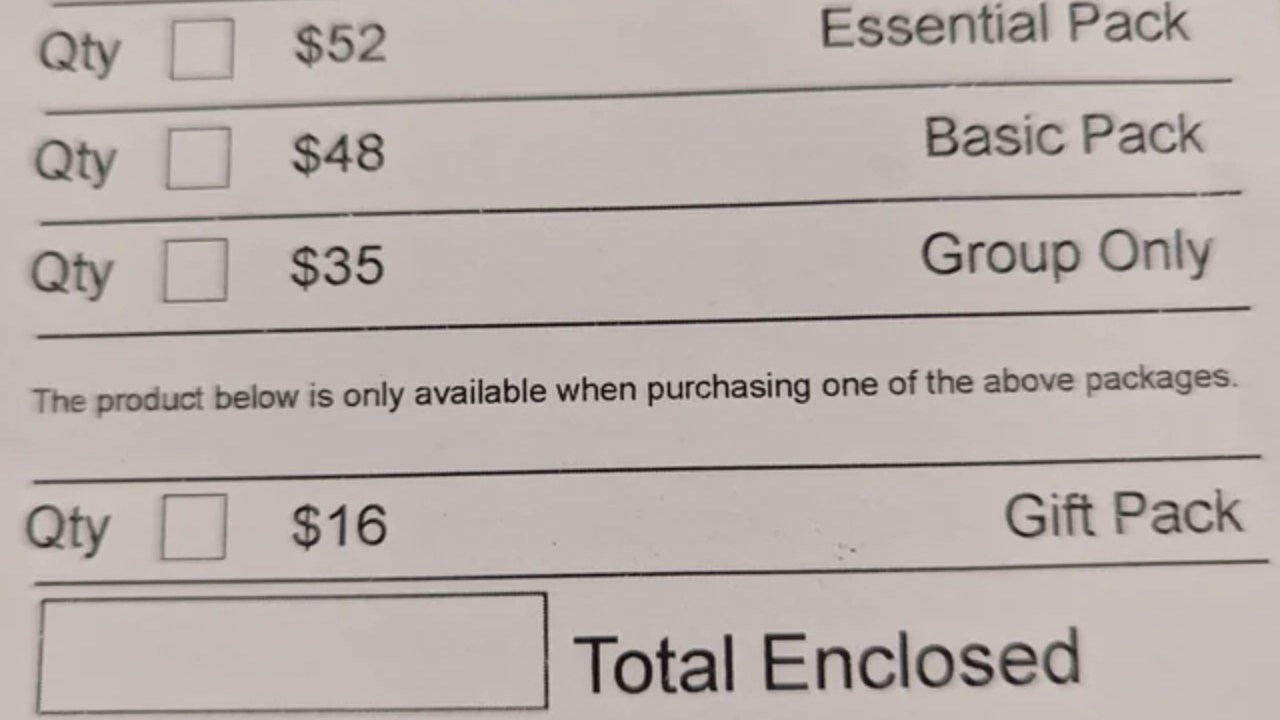 Qty $52 Essential Pack
Qty $48 Basic Pack
Qty $35 Group Only
The product below is only available when purchasing one of the above packages.
Qty $16 Gift Pack
Total Enclosed